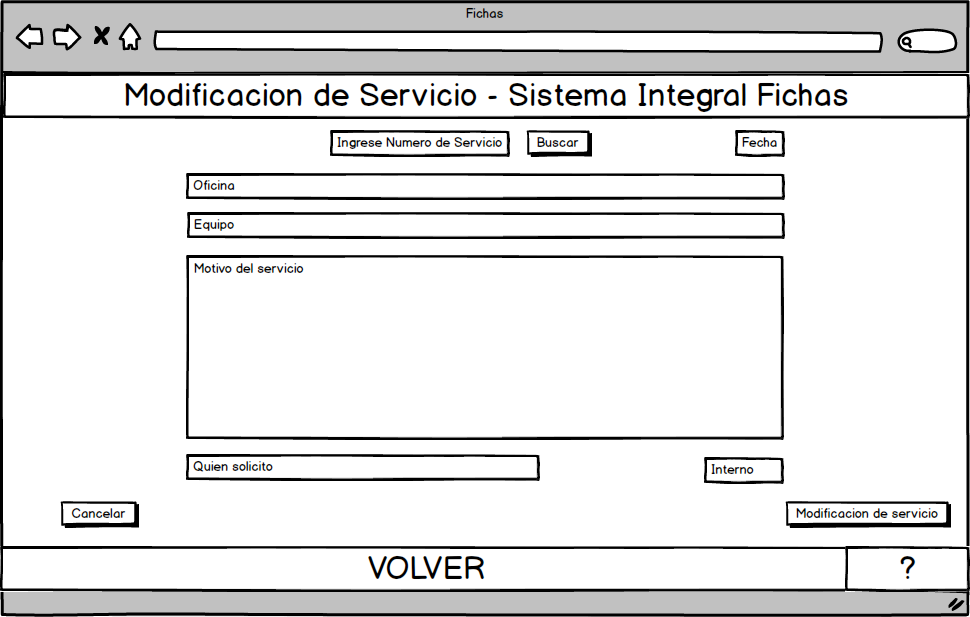 Fichas
Modificacion de Servicio - Sistema Integral Fichas
Ingrese Numero de Servicio Buscar Fecha
Oficina
Equipo
Motivo del servicio
Quien solicito Interno
Cancelar Modificacion de servicio
VOLVER ?